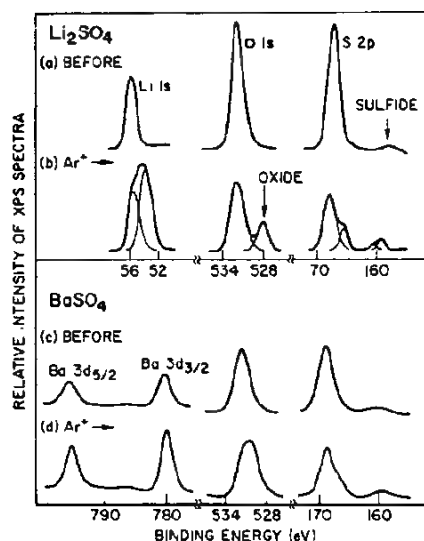 Li2SO4
(a) BEFORE
Li 1s
O 1s
S 2p
SULFIDE
(b) Ar+
OXIDE
56 52 534 528 70 160
BaSO4
(c) BEFORE
Ba 3d5/2
Ba 3d3/2
(d) Ar+
790 780 534 528 170 160
BINDING ENERGY (eV)
RELATIVE INTENSITY OF XPS SPECTRA